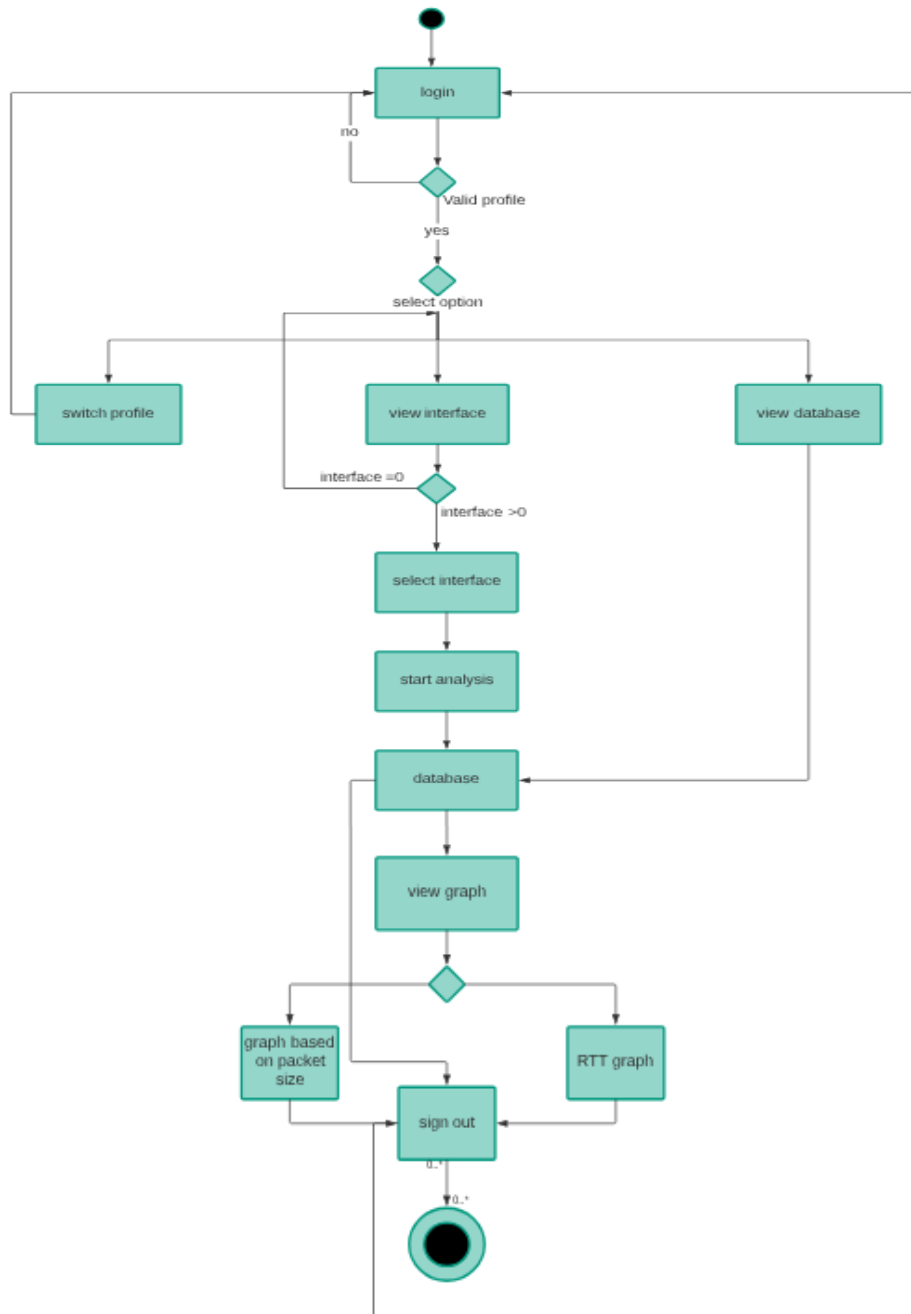 login
no
Valid profile
yes
select option
switch profile
view interface
view database
interface =0
interface >0
select interface
start analysis
database
view graph
graph based
on packet
size
RTT graph
sign out
0..*
0..*